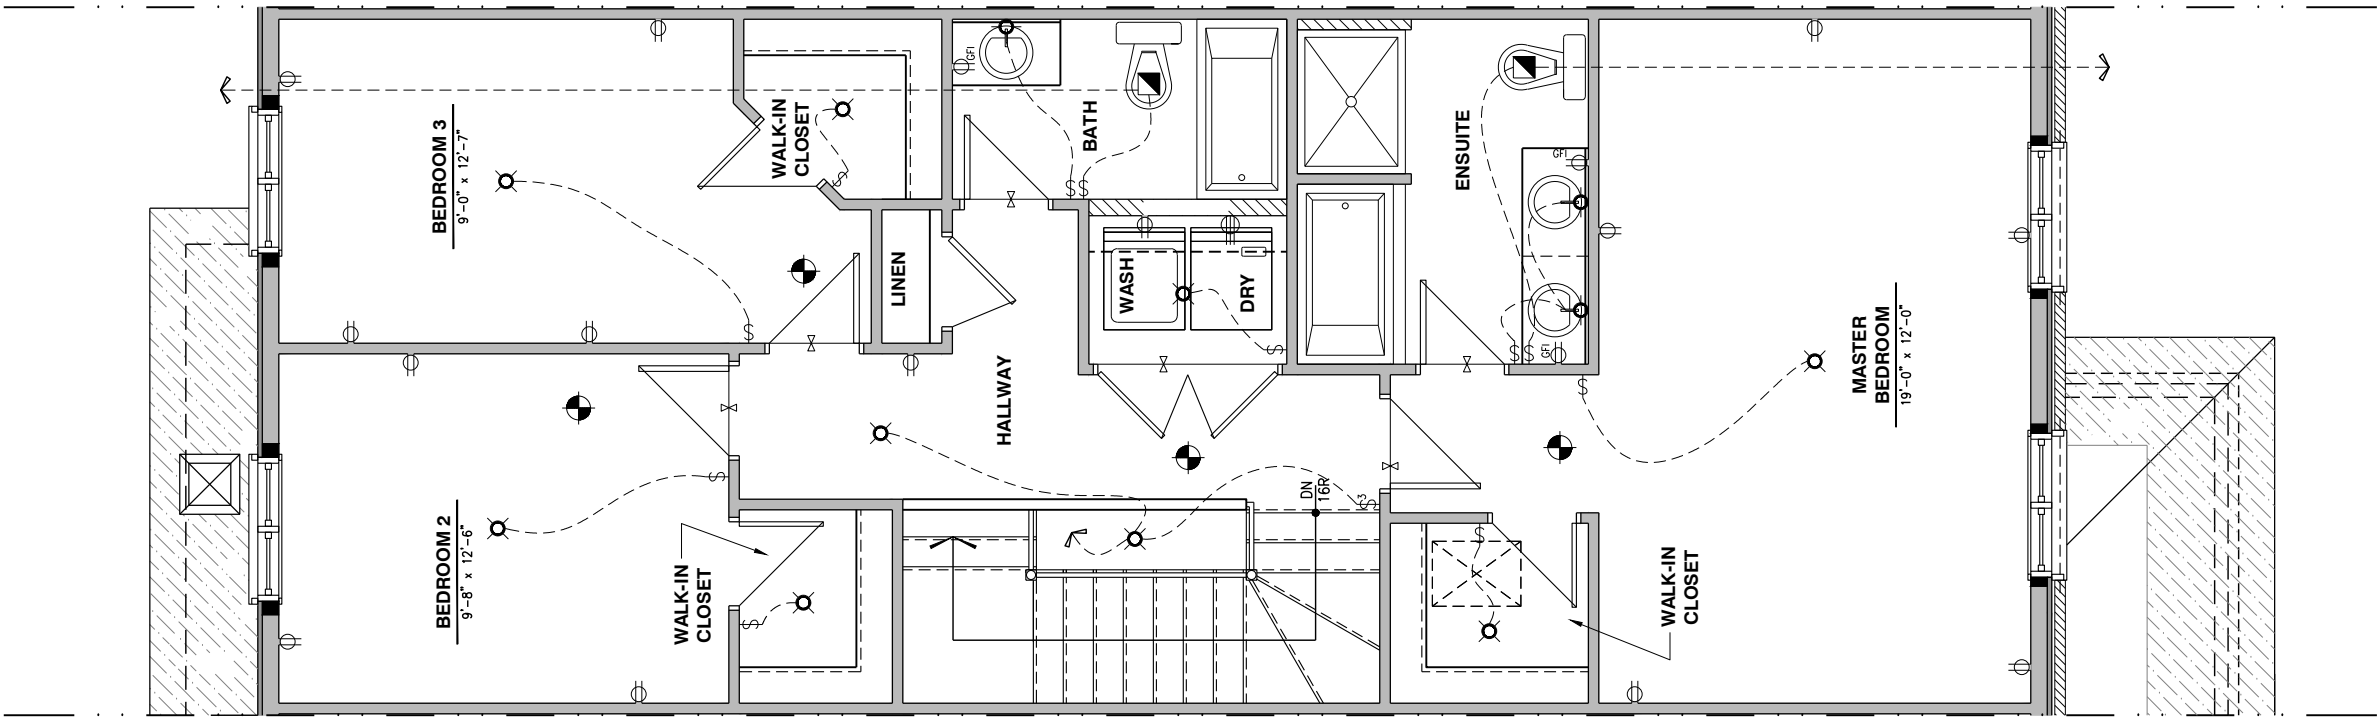 BEDROOM 3
9'-0" x 12'-7"
WALK-IN
CLOSET
GFI
BATH
ENSUITE
GFI
LINEN
WASH
DRY
GFI
S
S
S
S
S
S
S
S
S
HALLWAY
MASTER
BEDROOM
19'-0" x 12'-0"
BEDROOM 2
9'-8" x 12'-6"
S
WALK-IN
CLOSET
S
DN
16R
S3
WALK-IN
CLOSET